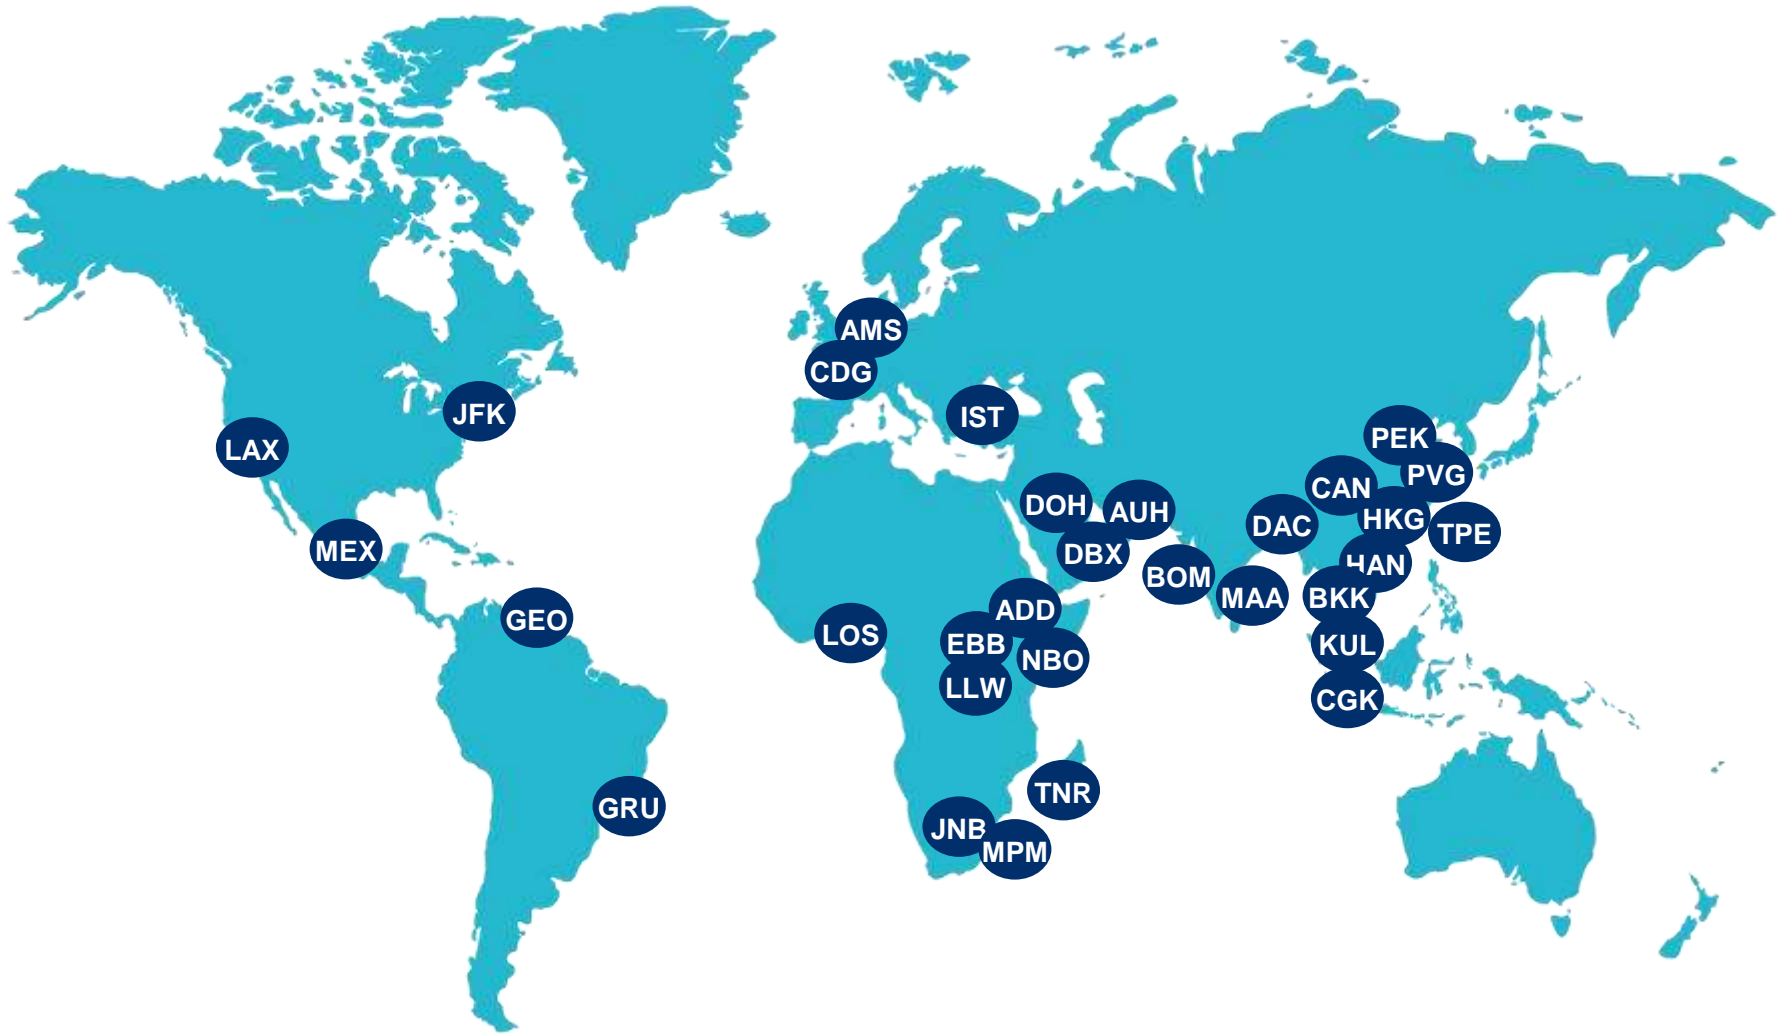 AMS
CDG
JFK
IST
LAX
PEK
PVG
CAN
DOH
AUH
HKG
DAC
TPE
MEX
DBX
HAN
BOM
MAA
BKK
ADD
GEO
LOS
EBB
KUL
NBO
LLW
CGK
TNR
GRU
JNB
MPM